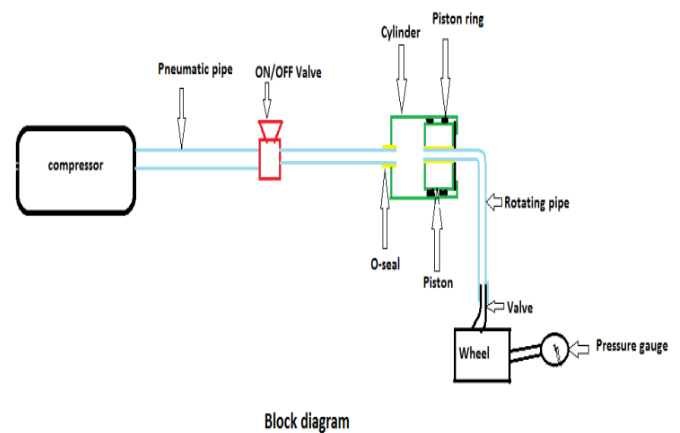 Piston ring
Cylinder
Pneumatic pipe
ON/OFF Valve
compressor
Rotating pipe
O-seal
Piston
Valve
Wheel
Pressure gauge
Block diagram